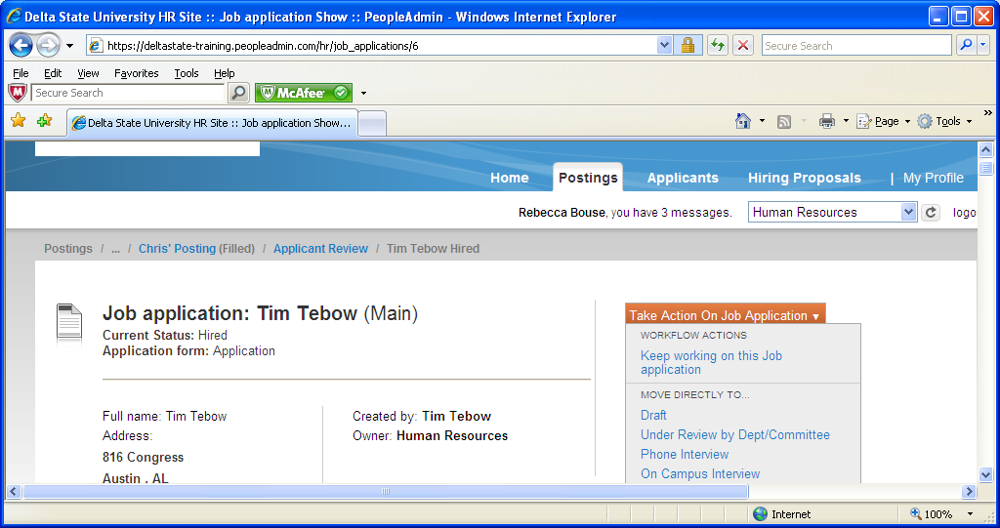 Delta State University HR Site :: Job application Show :: PeopleAdmin - Windows Internet Explorer
https://deltastate-training.peopleadmin.com/hr/job_applications/6
Secure Search
File Edit View Favorites Tools Help
Secure Search
McAfee
Delta State University HR Site :: Job application Show...
Page Tools »
Home Postings Applicants Hiring Proposals | My Profile
Rebecca Bouse, you have 3 messages. Human Resources logo
Postings / ... / Chris' Posting (Filled) / Applicant Review / Tim Tebow Hired
Job application: Tim Tebow (Main)
Current Status: Hired
Application form: Application
Full name: Tim Tebow
Address:
816 Congress
Austin , AL
Created by: Tim Tebow
Owner: Human Resources
Take Action On Job Application ▼
WORKFLOW ACTIONS
Keep working on this Job
application
MOVE DIRECTLY TO...
Draft
Under Review by Dept/Committee
Phone Interview
On Campus Interview
Internet 100%